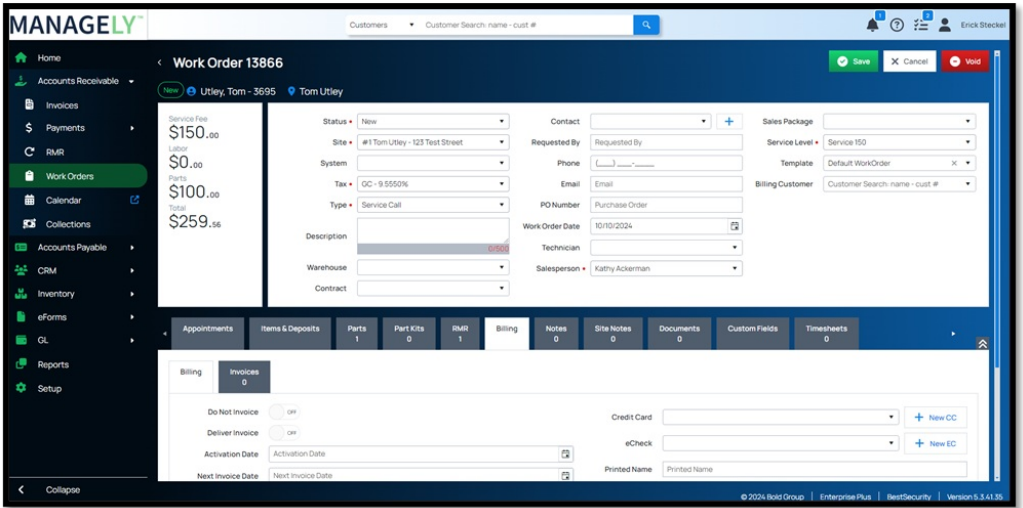 MANAGELY™
Customers
Customer Search: name - cust #
1
2
Erick Steckel
Home
Accounts Receivable
Invoices
Payments
RMR
Work Orders
Calendar
Collections
Accounts Payable
CRM
Inventory
eForms
GL
Reports
Setup
Collapse
Work Order 13866
Save
Cancel
Void
New
Utley, Tom - 3695
Tom Utley
Service Fee
$150.00
Labor
$0.00
Parts
$100.00
Total
$259.56
Status • New
Site • #1 Tom Utley - 123 Test Street
System
Tax • GC - 9.5550%
Type • Service Call
Description
0/500
Warehouse
Contract
Contact
Requested By Requested By
Phone (___) ___-____
Email Email
PO Number Purchase Order
Work Order Date 10/10/2024
Technician
Salesperson • Kathy Ackerman
Sales Package
Service Level • Service 150
Template Default WorkOrder
Billing Customer Customer Search: name - cust #
Appointments
Items & Deposits
Parts
1
Part Kits
0
RMR
1
Billing
Notes
0
Site Notes
0
Documents
0
Custom Fields
Timesheets
0
Billing
Invoices
0
Do Not Invoice OFF
Deliver Invoice OFF
Activation Date Activation Date
Next Invoice Date Next Invoice Date
Credit Card
New CC
eCheck
New EC
Printed Name Printed Name
© 2024 Bold Group | Enterprise Plus | BestSecurity | Version 5.3.41.35